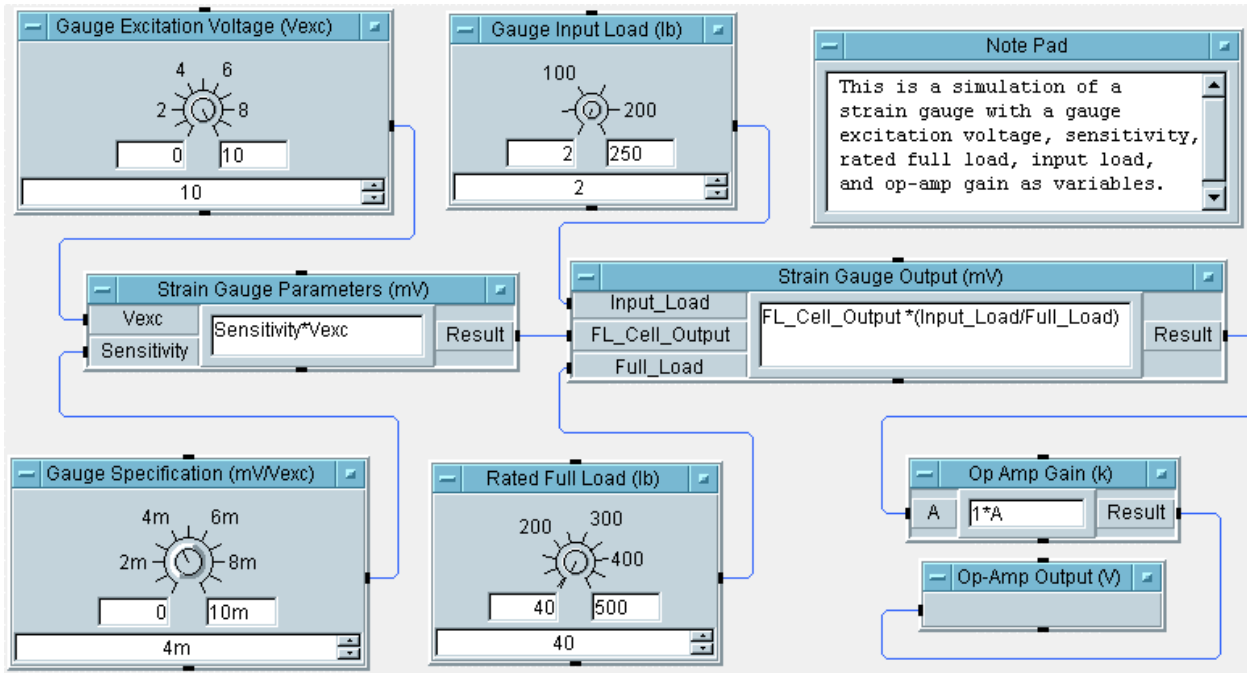 Gauge Excitation Voltage (Vexc)
4 6
2 8
0 10
10
Gauge Input Load (lb)
100
200
2 250
2
Note Pad
This is a simulation of a
strain gauge with a gauge
excitation voltage, sensitivity,
rated full load, input load,
and op-amp gain as variables.
Strain Gauge Parameters (mV)
Vexc
Sensitivity
Sensitivity*Vexc
Result
Strain Gauge Output (mV)
Input_Load
FL_Cell_Output
Full_Load
FL_Cell_Output *(Input_Load/Full_Load)
Result
Gauge Specification (mV/Vexc)
4m 6m
2m 8m
0 10m
4m
Rated Full Load (lb)
300
200
400
40 500
40
Op Amp Gain (k)
A
1*A
Result
Op-Amp Output (V)